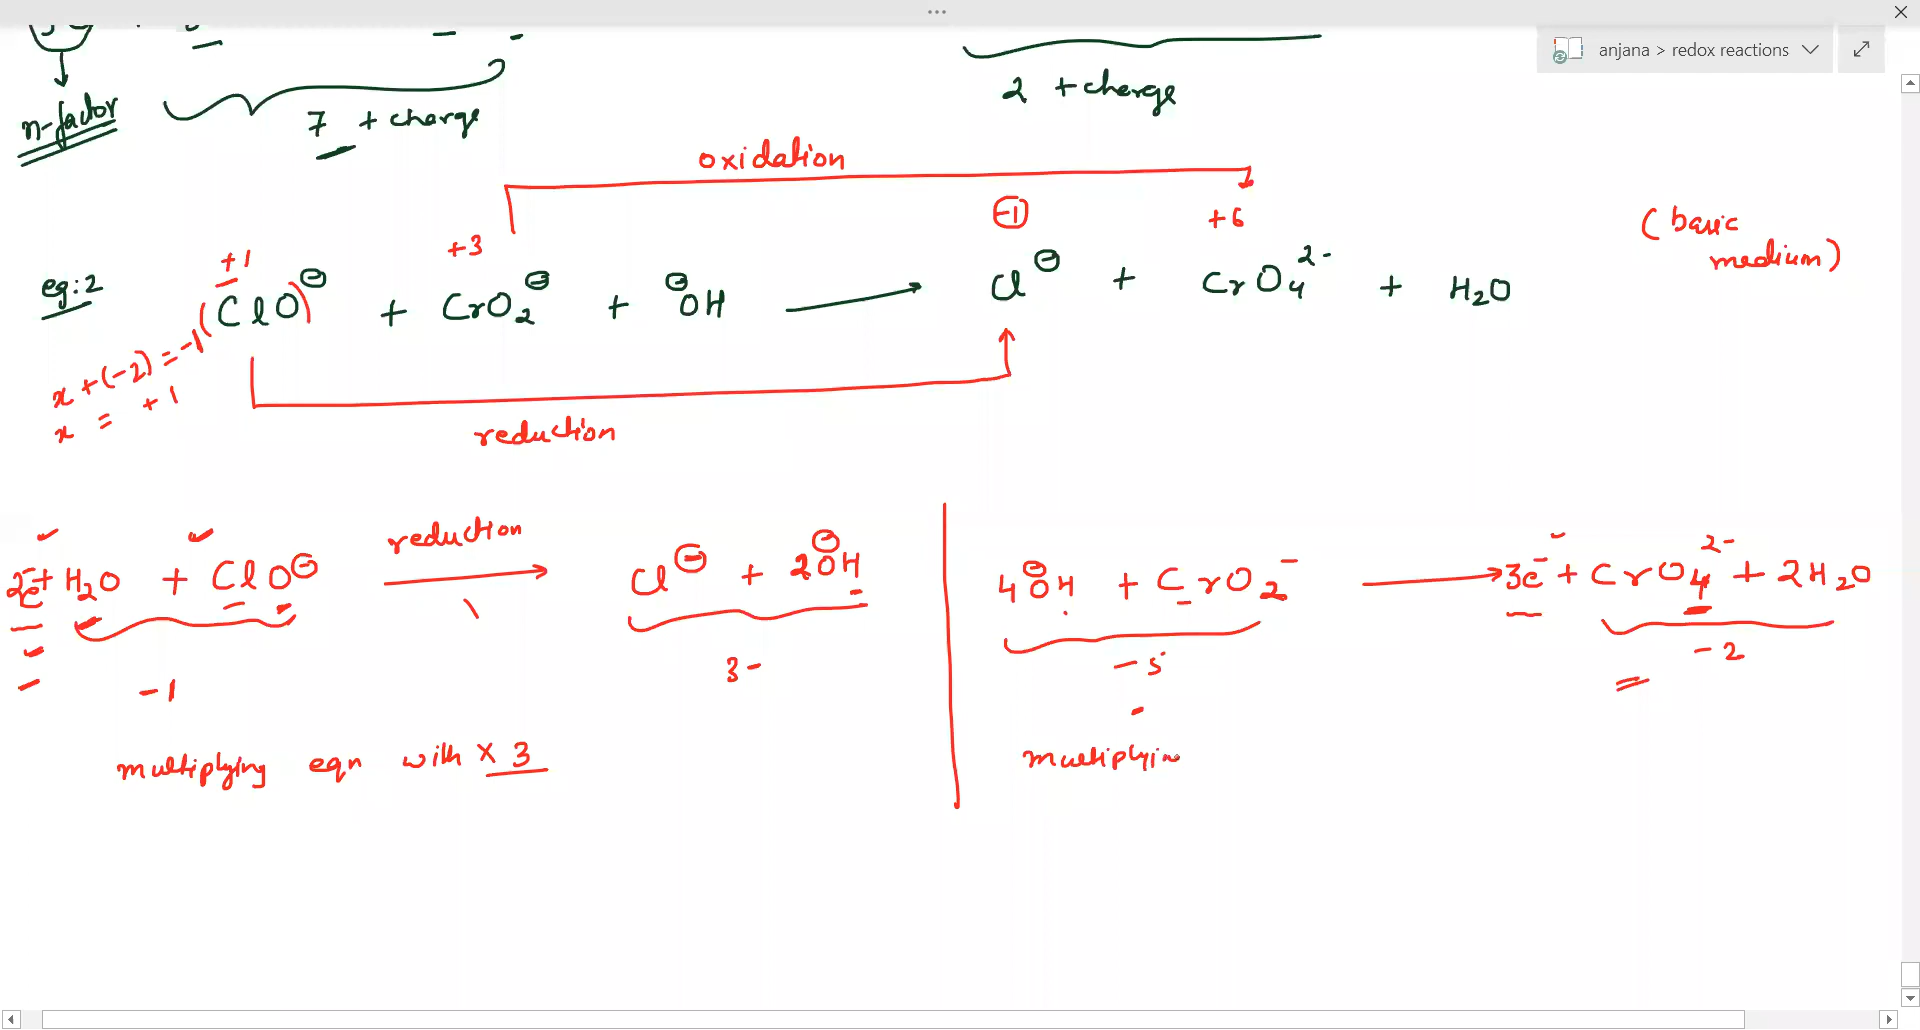 anjana > redox reactions
n-factor
7 + charge
2 + charge
oxidation
+1
+3
-1
+6
(basic medium)
eg:2
(ClO)⊖ + CrO₂⊖ + ⊖OH → Cl⊖ + CrO₄²⁻ + H₂O
x + (-2) = -1
x = +1
reduction
2e⁻ + H₂O + ClO⊖ reduction → Cl⊖ + 2⊖OH
-1
3-
4⊖OH + CrO₂⁻ → 3e⁻ + CrO₄²⁻ + 2H₂O
-5
-2
multiplying eqn with × 3
multiplyin